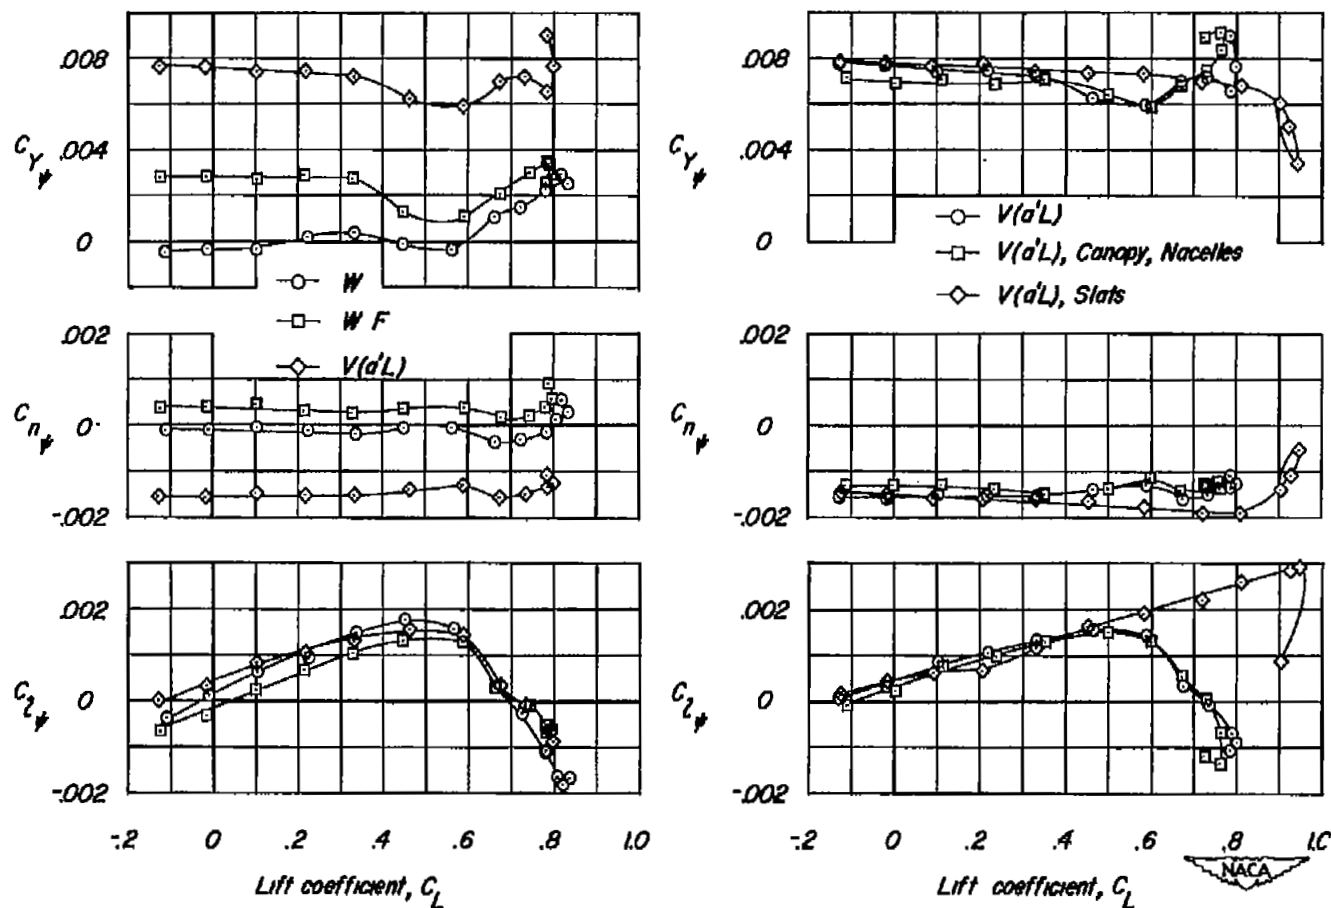 .008
.004
0
C_Yψ
W
W F
V(a'L)
.002
0
-.002
C_nψ
.002
0
-.002
C_lψ
-.2 0 .2 .4 .6 .8 1.0
Lift coefficient, C_L
.008
.004
0
C_Yψ
V(a'L)
V(a'L), Canopy, Nacelles
V(a'L), Slats
.002
0
-.002
C_nψ
.002
0
-.002
C_lψ
-.2 0 .2 .4 .6 .8 1.0
Lift coefficient, C_L
NACA